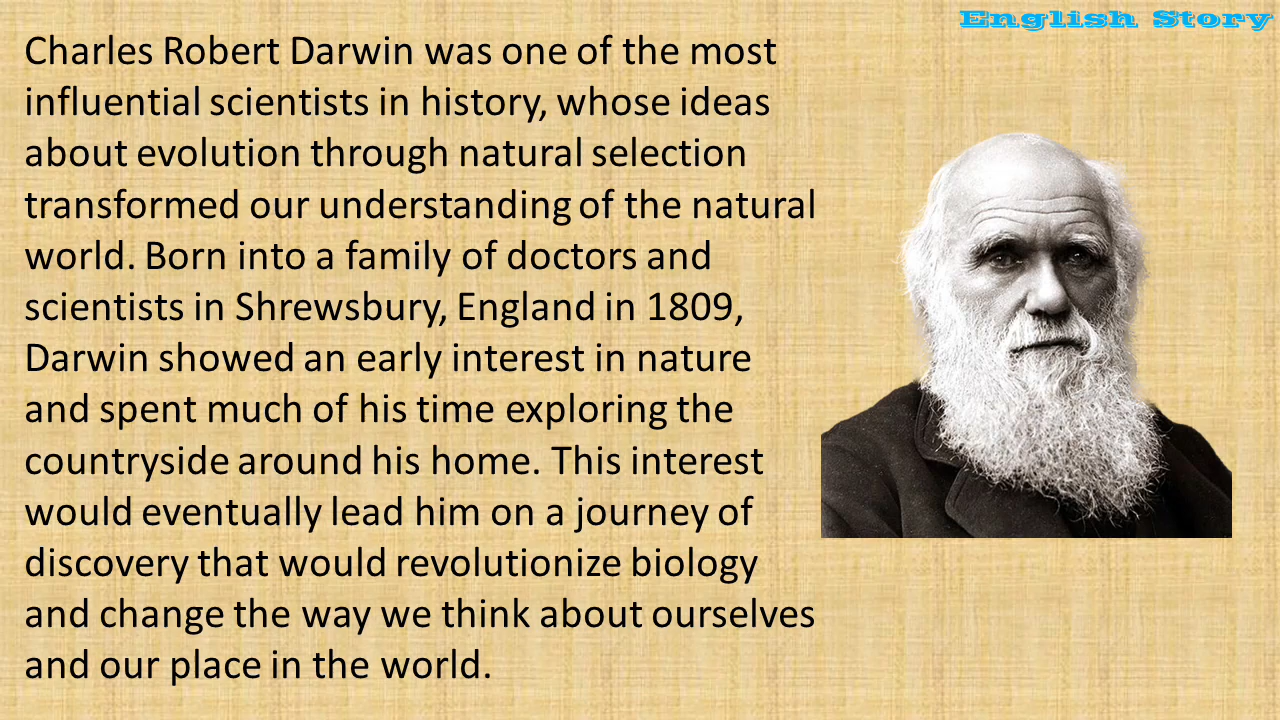 English Story
Charles Robert Darwin was one of the most
influential scientists in history, whose ideas
about evolution through natural selection
transformed our understanding of the natural
world. Born into a family of doctors and
scientists in Shrewsbury, England in 1809,
Darwin showed an early interest in nature
and spent much of his time exploring the
countryside around his home. This interest
would eventually lead him on a journey of
discovery that would revolutionize biology
and change the way we think about ourselves
and our place in the world.